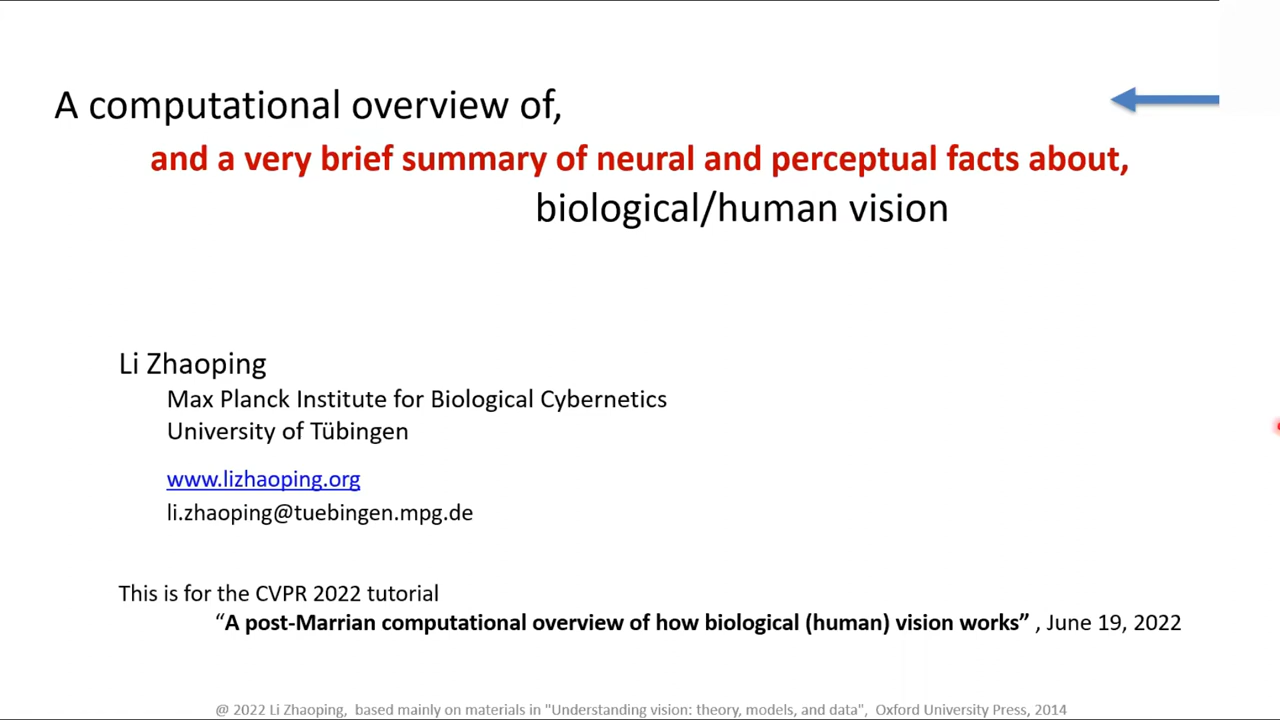 A computational overview of,
and a very brief summary of neural and perceptual facts about,
biological/human vision
Li Zhaoping
Max Planck Institute for Biological Cybernetics
University of Tübingen
www.lizhaoping.org
li.zhaoping@tuebingen.mpg.de
This is for the CVPR 2022 tutorial
“A post-Marrian computational overview of how biological (human) vision works” , June 19, 2022
@ 2022 Li Zhaoping, based mainly on materials in "Understanding vision: theory, models, and data", Oxford University Press, 2014